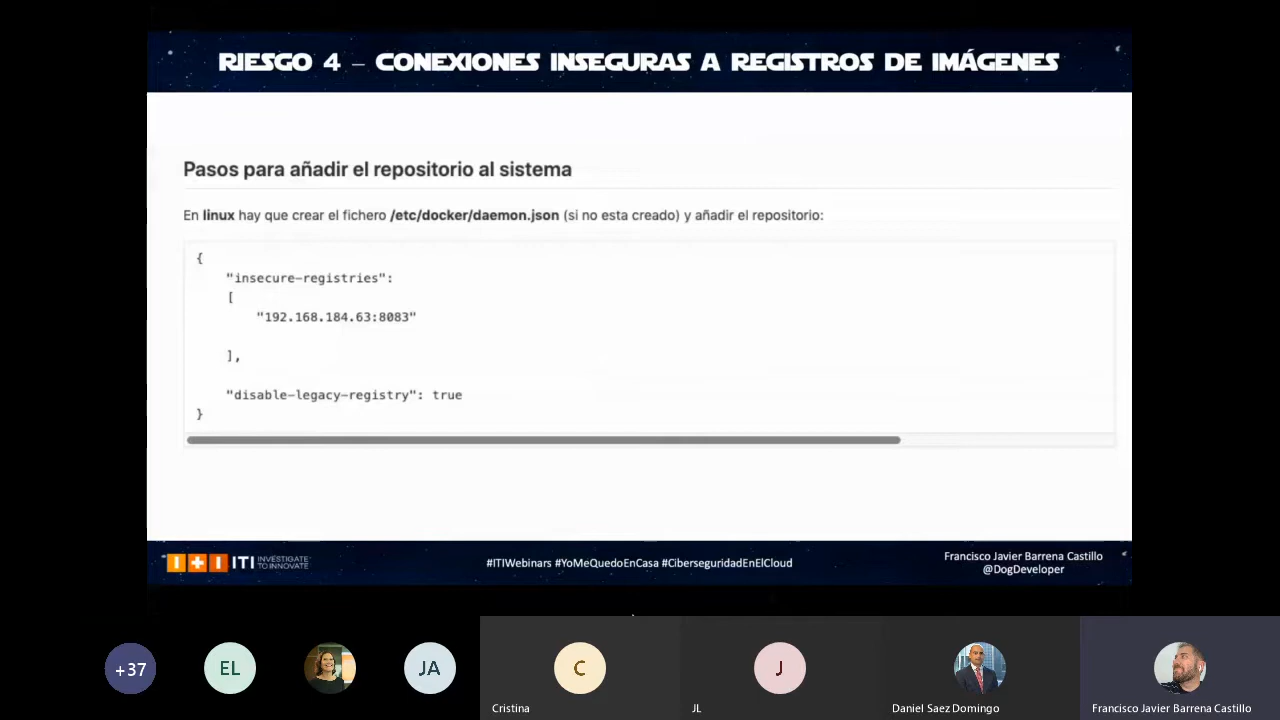 RIESGO 4 – CONEXIONES INSEGURAS A REGISTROS DE IMÁGENES
Pasos para añadir el repositorio al sistema
En linux hay que crear el fichero /etc/docker/daemon.json (si no esta creado) y añadir el repositorio:
{
"insecure-registries":
[
"192.168.184.63:8083"
],
"disable-legacy-registry": true
}
I+I ITI INVESTIGATE TO INNOVATE
#ITIWebinars #YoMeQuedoEnCasa #CiberseguridadEnElCloud
Francisco Javier Barrena Castillo
@DogDeveloper
+37
EL
JA
C
J
Cristina
JL
Daniel Saez Domingo
Francisco Javier Barrena Castillo